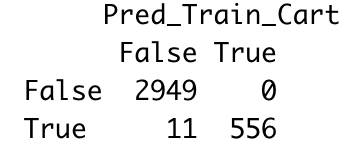 Pred_Train_Cart
False True
False 2949 0
True 11 556